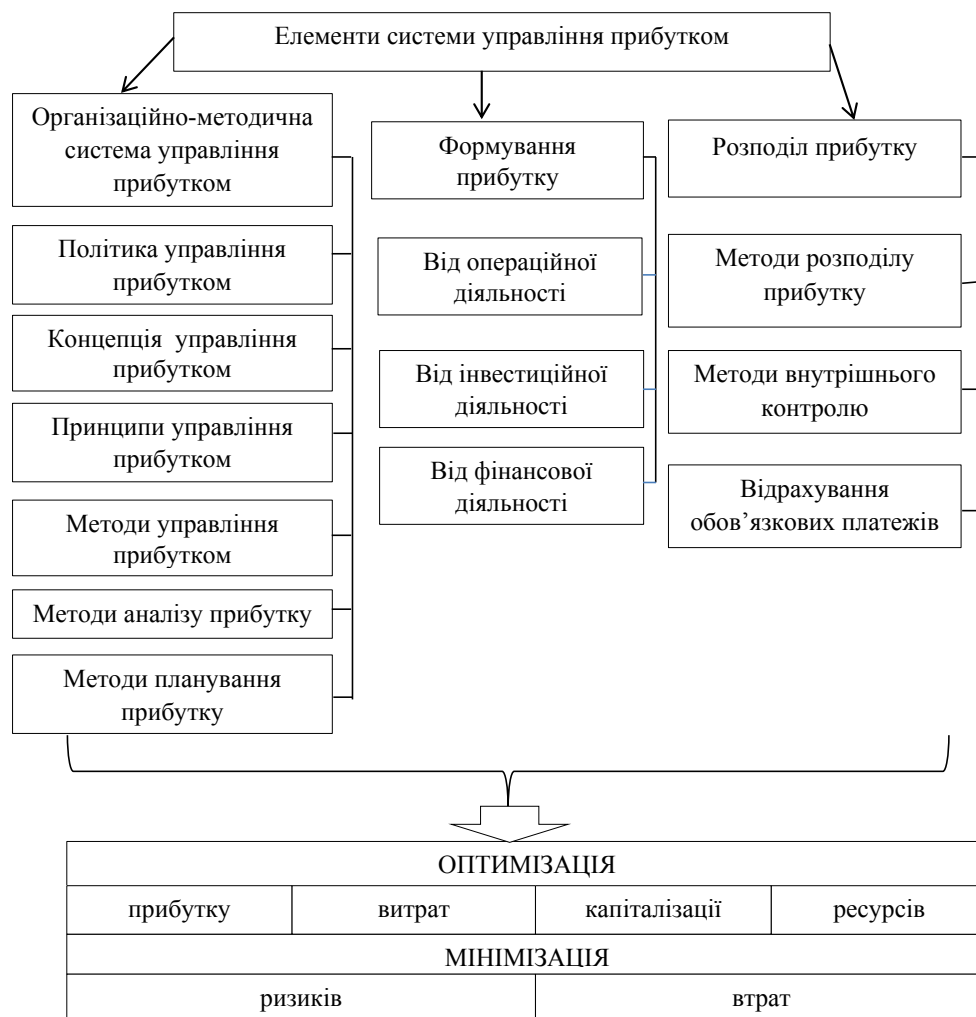 Елементи системи управління прибутком
Організаційно-методична
система управління
прибутком
Політика управління
прибутком
Концепція управління
прибутком
Принципи управління
прибутком
Методи управління
прибутком
Методи аналізу прибутку
Методи планування
прибутку
Формування
прибутку
Від операційної
діяльності
Від інвестиційної
діяльності
Від фінансової
діяльності
Розподіл прибутку
Методи розподілу
прибутку
Методи внутрішнього
контролю
Відрахування
обов’язкових платежів
ОПТИМІЗАЦІЯ
прибутку витрат капіталізації ресурсів
МІНІМІЗАЦІЯ
ризиків втрат